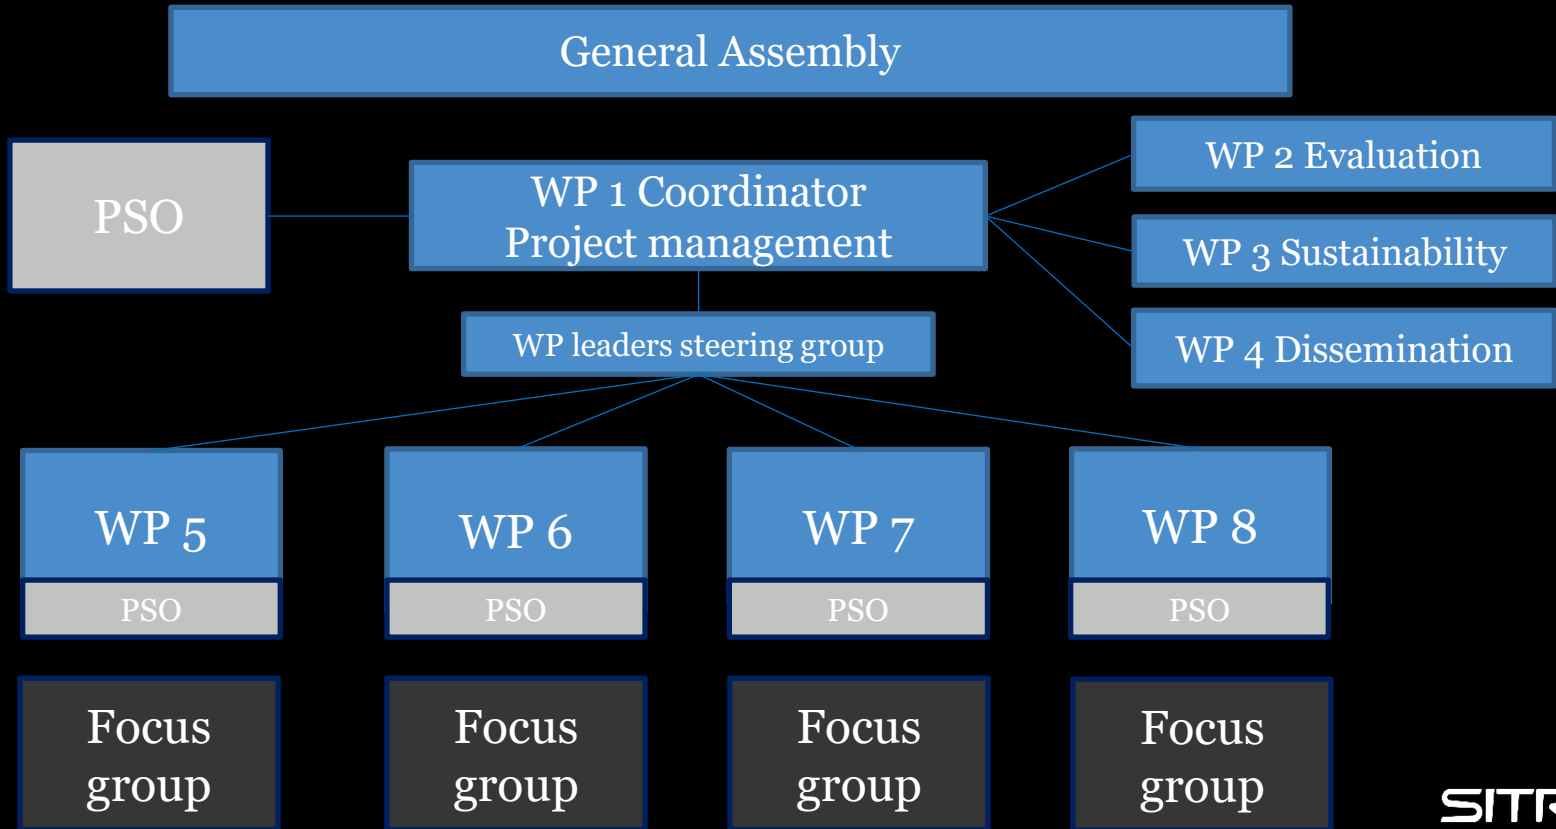 General Assembly
PSO
WP 1 Coordinator
Project management
WP 2 Evaluation
WP 3 Sustainability
WP 4 Dissemination
WP leaders steering group
WP 5
WP 6
WP 7
WP 8
PSO
PSO
PSO
PSO
Focus
group
Focus
group
Focus
group
Focus
group